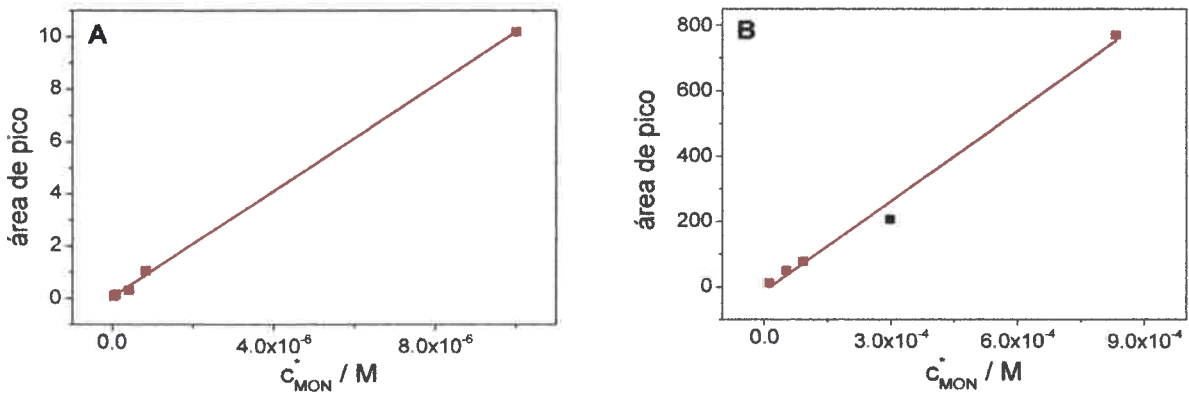 A
área de pico
10
8
6
4
2
0
0.0 4.0x10⁻⁶ 8.0x10⁻⁶
c*MON / M
B
área de pico
800
600
400
200
0
0.0 3.0x10⁻⁴ 6.0x10⁻⁴ 9.0x10⁻⁴
c*MON / M